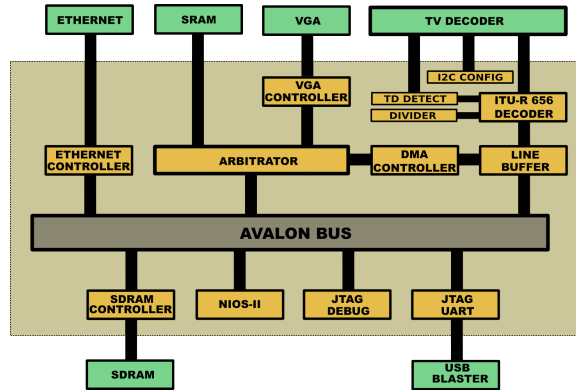 ETHERNET
SRAM
VGA
TV DECODER
I2C CONFIG
VGA
CONTROLLER
TD DETECT
DIVIDER
ITU-R 656
DECODER
ETHERNET
CONTROLLER
ARBITRATOR
DMA
CONTROLLER
LINE
BUFFER
AVALON BUS
SDRAM
CONTROLLER
NIOS-II
JTAG
DEBUG
JTAG
UART
SDRAM
USB
BLASTER